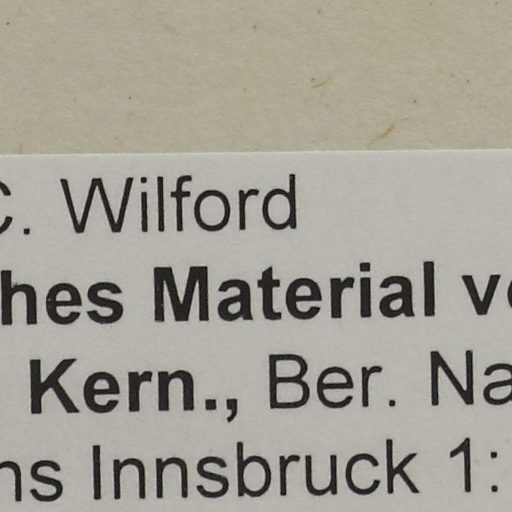 C. Wilford
hes Material v
Kern., Ber. Na
ns Innsbruck 1: